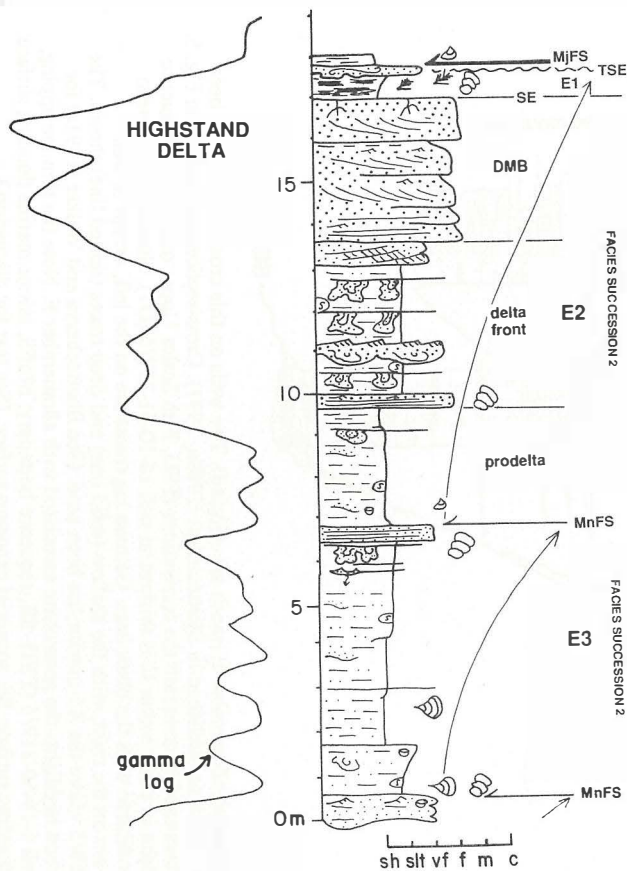 MjFS
TSE
E1
SE
HIGHSTAND
DELTA
15
DMB
FACIES SUCCESSION 2
E2
delta
front
10
prodelta
MnFS
5
FACIES SUCCESSION 2
E3
gamma
log
MnFS
0m
sh slt vf f m c